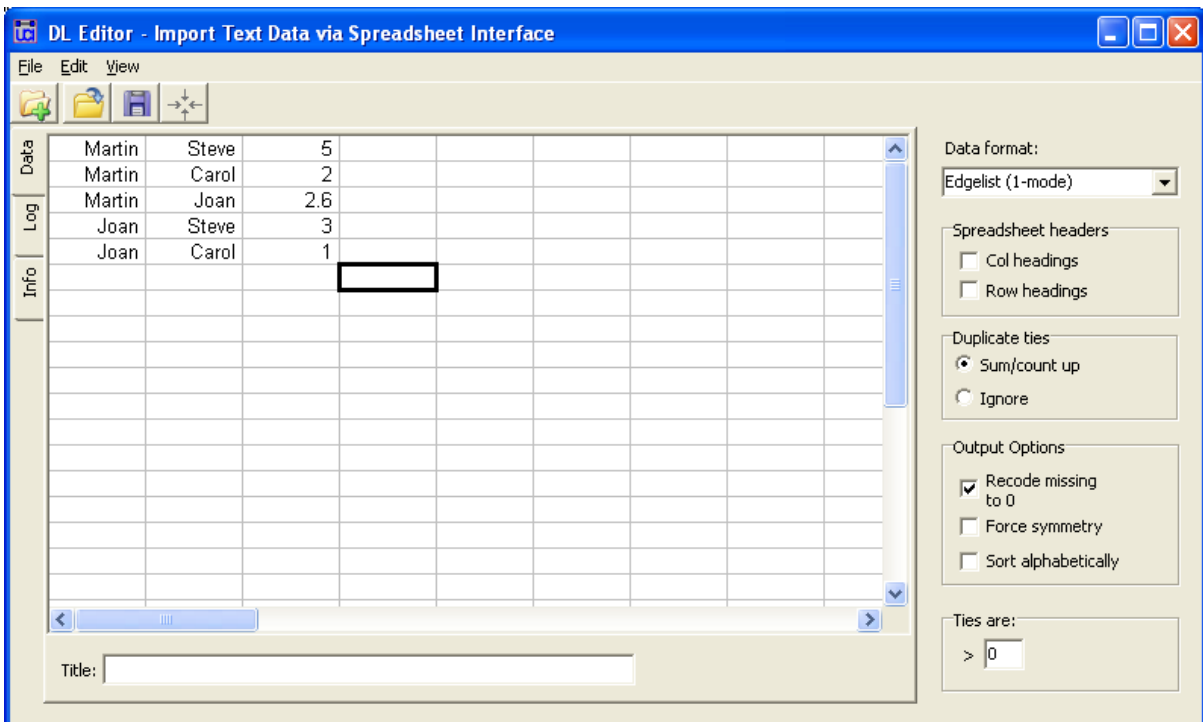 DL Editor - Import Text Data via Spreadsheet Interface
File Edit View
Data
Log
Info
Martin Steve 5
Martin Carol 2
Martin Joan 2.6
Joan Steve 3
Joan Carol 1
Title:
Data format:
Edgelist (1-mode)
Spreadsheet headers
Col headings
Row headings
Duplicate ties
Sum/count up
Ignore
Output Options
Recode missing
to 0
Force symmetry
Sort alphabetically
Ties are:
> 0